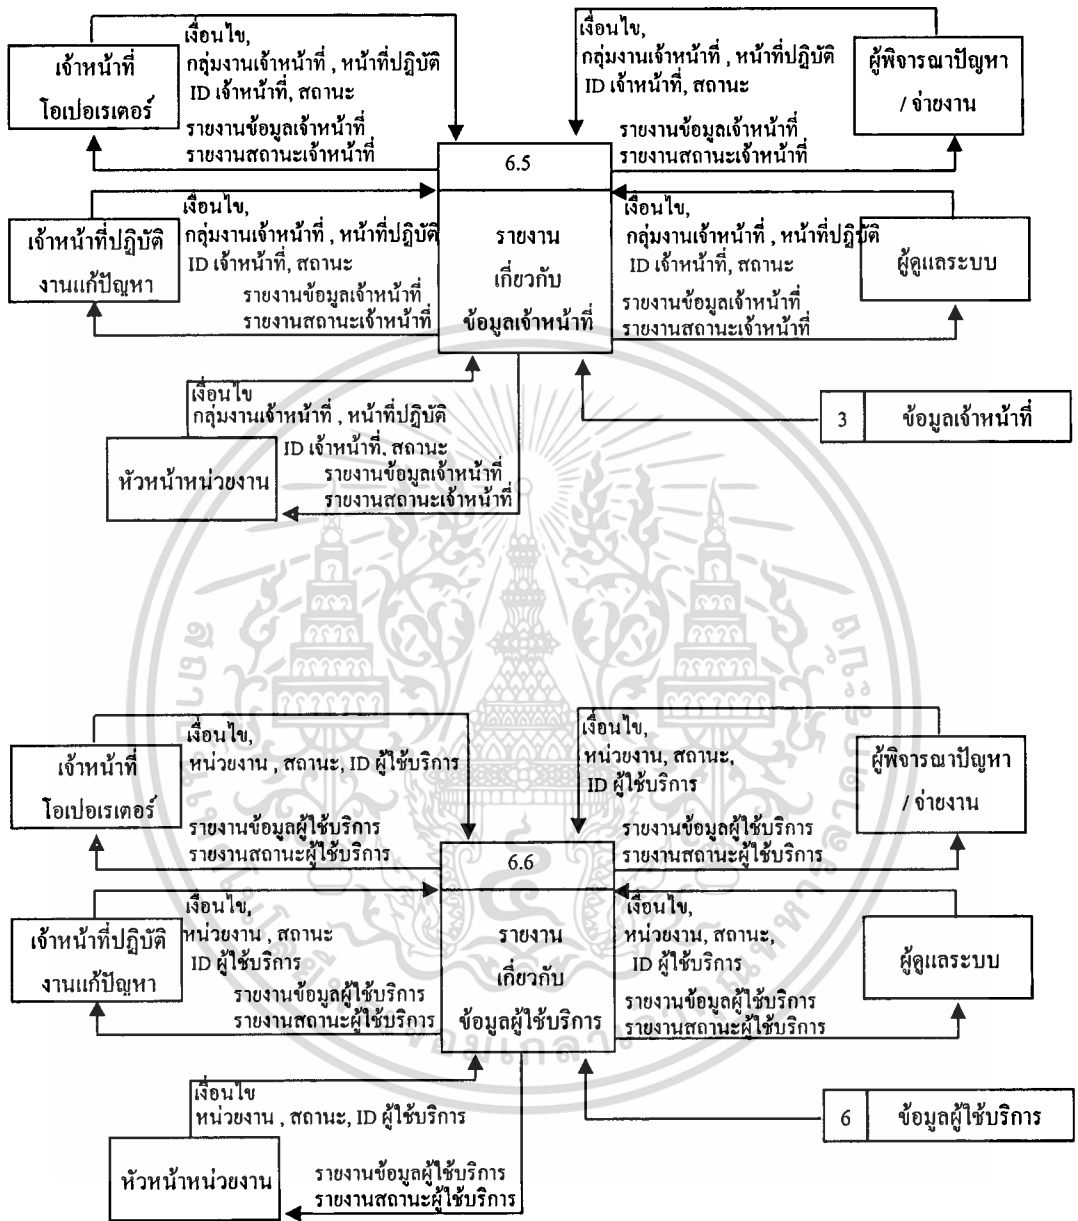 เงื่อนไข,
กลุ่มงานเจ้าหน้าที่ , หน้าที่ปฏิบัติ
ID เจ้าหน้าที่, สถานะ
เจ้าหน้าที่
โอเปอเรเตอร์
รายงานข้อมูลเจ้าหน้าที่
รายงานสถานะเจ้าหน้าที่
เงื่อนไข,
กลุ่มงานเจ้าหน้าที่ , หน้าที่ปฏิบัติ
ID เจ้าหน้าที่, สถานะ
ผู้พิจารณาปัญหา
/ จ่ายงาน
รายงานข้อมูลเจ้าหน้าที่
รายงานสถานะเจ้าหน้าที่
6.5
รายงาน
เกี่ยวกับ
ข้อมูลเจ้าหน้าที่
เงื่อนไข,
กลุ่มงานเจ้าหน้าที่ , หน้าที่ปฏิบัติ
ID เจ้าหน้าที่, สถานะ
เจ้าหน้าที่ปฏิบัติ
งานแก้ปัญหา
รายงานข้อมูลเจ้าหน้าที่
รายงานสถานะเจ้าหน้าที่
เงื่อนไข,
กลุ่มงานเจ้าหน้าที่ , หน้าที่ปฏิบัติ
ID เจ้าหน้าที่, สถานะ
ผู้ดูแลระบบ
รายงานข้อมูลเจ้าหน้าที่
รายงานสถานะเจ้าหน้าที่
เงื่อนไข
กลุ่มงานเจ้าหน้าที่ , หน้าที่ปฏิบัติ
ID เจ้าหน้าที่, สถานะ
หัวหน้าหน่วยงาน
รายงานข้อมูลเจ้าหน้าที่
รายงานสถานะเจ้าหน้าที่
3 ข้อมูลเจ้าหน้าที่
เงื่อนไข,
หน่วยงาน , สถานะ, ID ผู้ใช้บริการ
เจ้าหน้าที่
โอเปอเรเตอร์
รายงานข้อมูลผู้ใช้บริการ
รายงานสถานะผู้ใช้บริการ
เงื่อนไข,
หน่วยงาน, สถานะ,
ID ผู้ใช้บริการ
ผู้พิจารณาปัญหา
/ จ่ายงาน
รายงานข้อมูลผู้ใช้บริการ
รายงานสถานะผู้ใช้บริการ
6.6
รายงาน
เกี่ยวกับ
ข้อมูลผู้ใช้บริการ
เงื่อนไข,
หน่วยงาน , สถานะ
ID ผู้ใช้บริการ
เจ้าหน้าที่ปฏิบัติ
งานแก้ปัญหา
รายงานข้อมูลผู้ใช้บริการ
รายงานสถานะผู้ใช้บริการ
เงื่อนไข,
หน่วยงาน, สถานะ,
ID ผู้ใช้บริการ
ผู้ดูแลระบบ
รายงานข้อมูลผู้ใช้บริการ
รายงานสถานะผู้ใช้บริการ
เงื่อนไข
หน่วยงาน , สถานะ, ID ผู้ใช้บริการ
หัวหน้าหน่วยงาน
รายงานข้อมูลผู้ใช้บริการ
รายงานสถานะผู้ใช้บริการ
6 ข้อมูลผู้ใช้บริการ